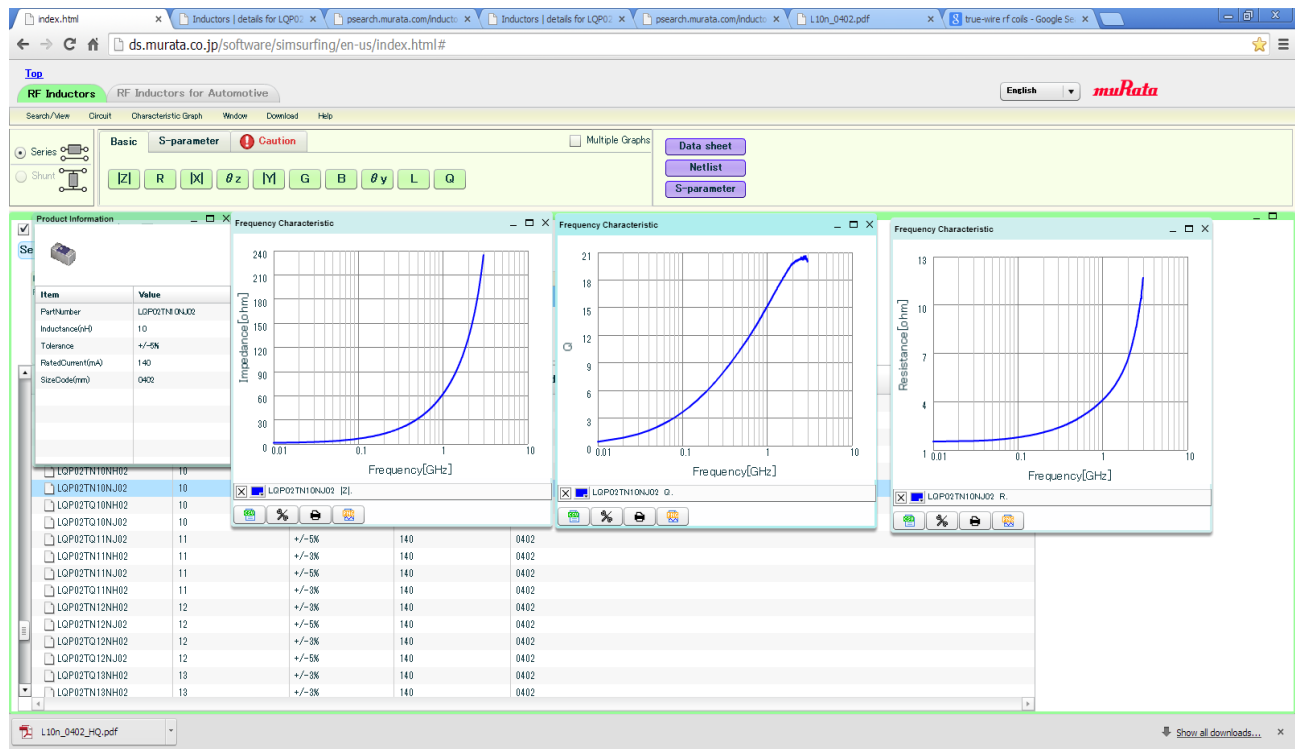 index.html
Inductors | details for LQP02
psearch.murata.com/inducto
Inductors | details for LQP02
psearch.murata.com/inducto
L10n_0402.pdf
true-wire rf coils - Google Se
ds.murata.co.jp/software/simsurfing/en-us/index.html#
Top
RF Inductors
RF Inductors for Automotive
English
muRata
Search/View Circuit Characteristic Graph Window Download Help
Series
Shunt
Basic S-parameter Caution
Multiple Graphs
|Z| R |X| θz |Y| G B θy L Q
Data sheet
Netlist
S-parameter
Se
Product Information
Item Value
PartNumber LQP02TN10NJ02
Inductance(nH) 10
Tolerance +/-5%
RatedCurrent(mA) 140
SizeCode(mm) 0402
Frequency Characteristic
240
210
180
150
120
90
60
30
0
0.01 0.1 1 10
Impedance[ohm]
Frequency[GHz]
LQP02TN10NJ02 |Z|.
Frequency Characteristic
21
18
15
12
9
6
3
0
0.01 0.1 1 10
Q
Frequency[GHz]
LQP02TN10NJ02 Q.
Frequency Characteristic
13
10
7
4
1
0.01 0.1 1 10
Resistance[ohm]
Frequency[GHz]
LQP02TN10NJ02 R.
LQP02TN10NH02 10
LQP02TN10NJ02 10
LQP02TQ10NH02 10
LQP02TQ10NJ02 10
LQP02TQ11NJ02 11 +/-5% 140 0402
LQP02TN11NH02 11 +/-3% 140 0402
LQP02TN11NJ02 11 +/-5% 140 0402
LQP02TQ11NH02 11 +/-3% 140 0402
LQP02TN12NH02 12 +/-3% 140 0402
LQP02TN12NJ02 12 +/-5% 140 0402
LQP02TQ12NH02 12 +/-3% 140 0402
LQP02TQ12NJ02 12 +/-5% 140 0402
LQP02TQ13NH02 13 +/-3% 140 0402
LQP02TN13NH02 13 +/-3% 140 0402
L10n_0402_HQ.pdf
Show all downloads...